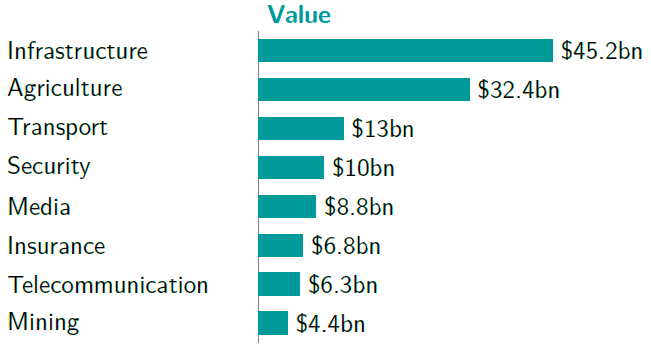 Value
Infrastructure $45.2bn
Agriculture $32.4bn
Transport $13bn
Security $10bn
Media $8.8bn
Insurance $6.8bn
Telecommunication $6.3bn
Mining $4.4bn